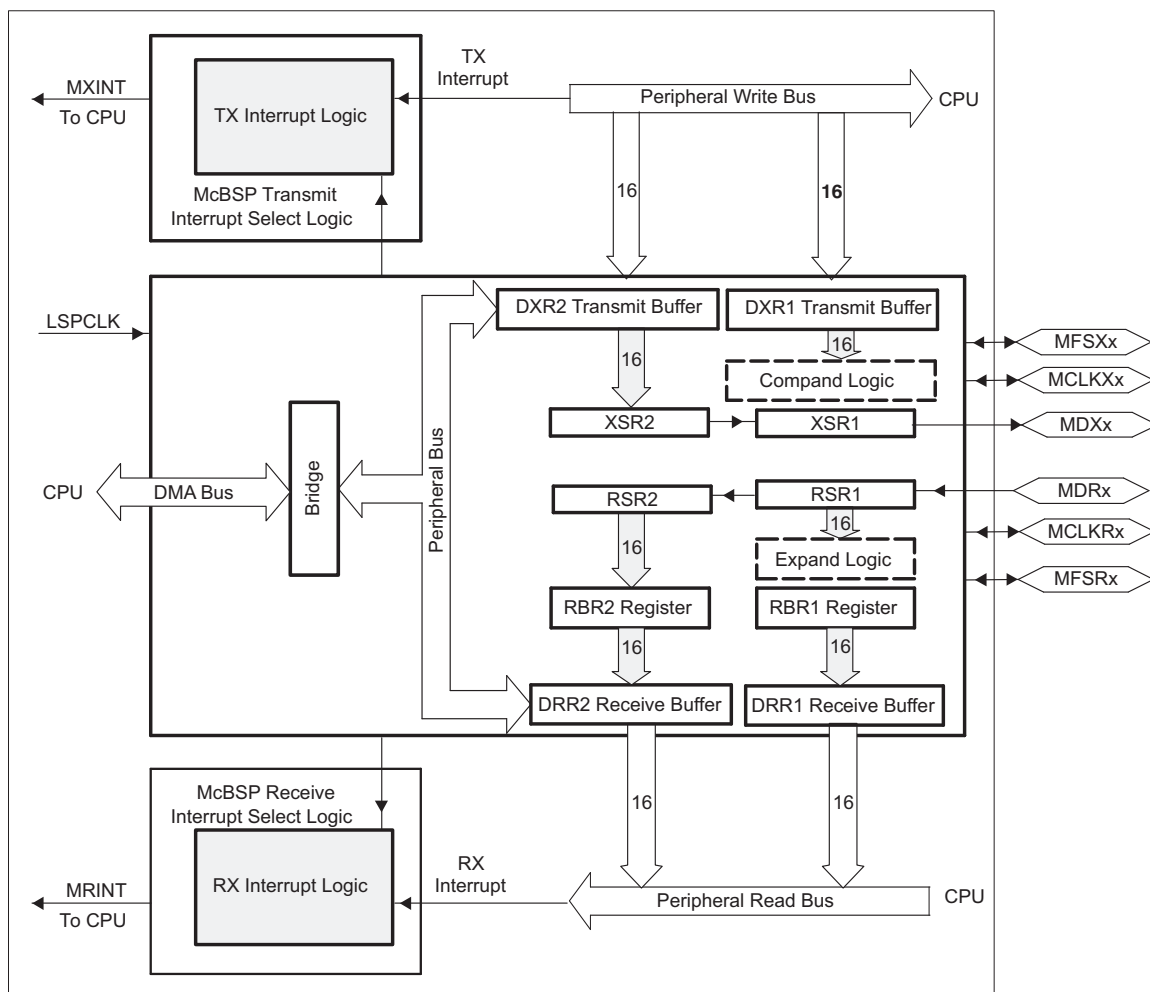 MXINT
To CPU
TX Interrupt Logic
McBSP Transmit
Interrupt Select Logic
TX
Interrupt
Peripheral Write Bus
CPU
16
16
LSPCLK
DXR2 Transmit Buffer
DXR1 Transmit Buffer
16
16
Compand Logic
XSR2
XSR1
MFSXx
MCLKXx
MDXx
CPU
DMA Bus
Bridge
Peripheral Bus
RSR2
RSR1
16
16
Expand Logic
RBR2 Register
RBR1 Register
16
16
DRR2 Receive Buffer
DRR1 Receive Buffer
MDRx
MCLKRx
MFSRx
McBSP Receive
Interrupt Select Logic
RX Interrupt Logic
MRINT
To CPU
RX
Interrupt
16
16
Peripheral Read Bus
CPU